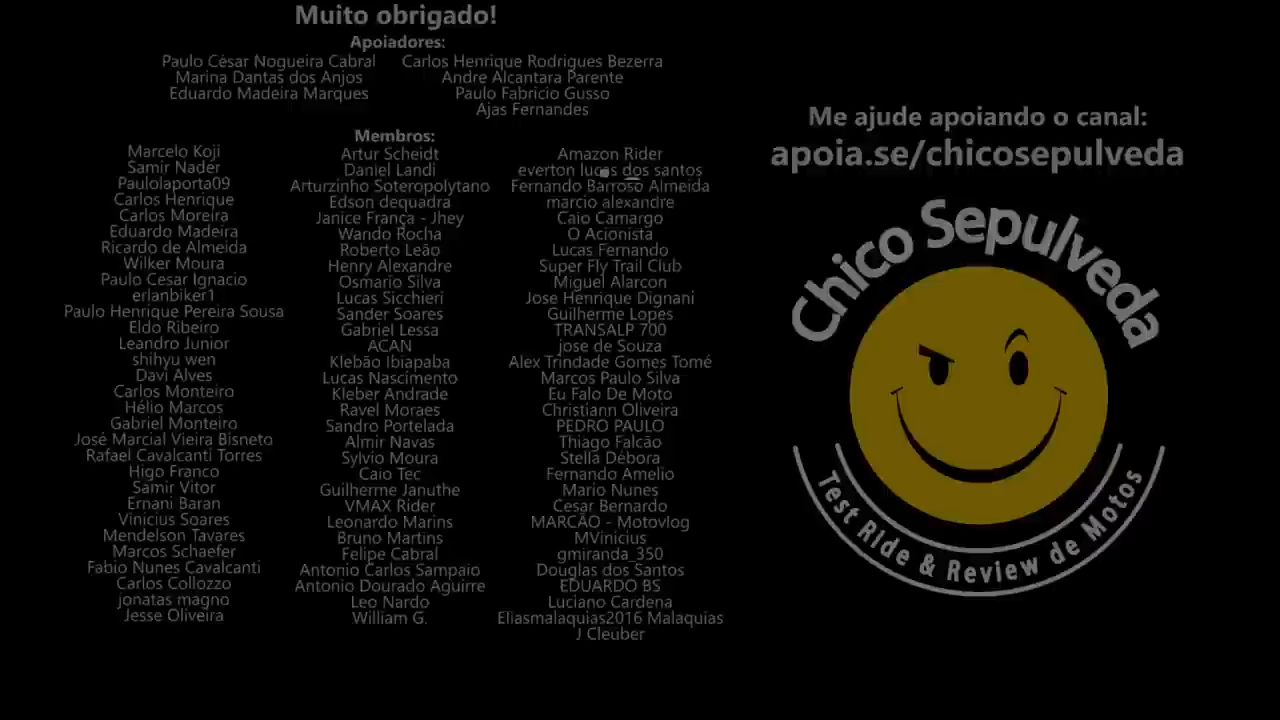 Muito obrigado!
Apoiadores:
Paulo César Nogueira Cabral
Marina Dantas dos Anjos
Eduardo Madeira Marques
Carlos Henrique Rodrigues Bezerra
Andre Alcantara Parente
Paulo Fabricio Gusso
Ajas Fernandes
Membros:
Marcelo Koji
Samir Nader
Paulolaporta09
Carlos Henrique
Carlos Moreira
Eduardo Madeira
Ricardo de Almeida
Wilker Moura
Paulo Cesar Ignacio
erlanbiker1
Paulo Henrique Pereira Sousa
Eldo Ribeiro
Leandro Junior
shihyu wen
Davi Alves
Carlos Monteiro
Hélio Marcos
Gabriel Monteiro
José Marcial Vieira Bisneto
Rafael Cavalcanti Torres
Higo Franco
Samir Vitor
Ernani Baran
Vinicius Soares
Mendelson Tavares
Marcos Schaefer
Fabio Nunes Cavalcanti
Carlos Collozzo
jonatas magno
Jesse Oliveira
Artur Scheidt
Daniel Landi
Arturzinho Soteropolytano
Edson dequadra
Janice França - Jhey
Wando Rocha
Roberto Leão
Henry Alexandre
Osmario Silva
Lucas Sicchieri
Sander Soares
Gabriel Lessa
ACAN
Klebão Ibiapaba
Lucas Nascimento
Kleber Andrade
Ravel Moraes
Sandro Portelada
Almir Navas
Sylvio Moura
Caio Tec
Guilherme Januthe
VMAX Rider
Leonardo Marins
Bruno Martins
Felipe Cabral
Antonio Carlos Sampaio
Antonio Dourado Aguirre
Leo Nardo
William G.
Amazon Rider
everton lucas dos santos
Fernando Barroso Almeida
marcio alexandre
Caio Camargo
O Acionista
Lucas Fernando
Super Fly Trail Club
Miguel Alarcon
Jose Henrique Dignani
Guilherme Lopes
TRANSALP 700
jose de Souza
Alex Trindade Gomes Tomé
Marcos Paulo Silva
Eu Falo De Moto
Christiann Oliveira
PEDRO PAULO
Thiago Falcão
Stella Débora
Fernando Amelio
Mario Nunes
Cesar Bernardo
MARCÃO - Motovlog
MVinicius
gmiranda_350
Douglas dos Santos
EDUARDO BS
Luciano Cardena
Eliasmalaquias2016 Malaquias
J Cleuber
Me ajude apoiando o canal:
apoia.se/chicosepulveda
Chico Sepulveda
Test Ride & Review de Motos